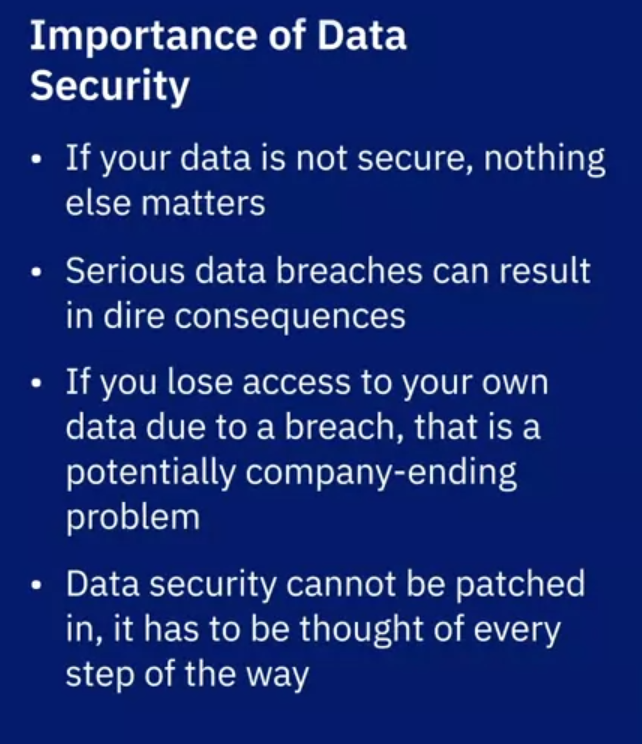 Importance of Data
Security
• If your data is not secure, nothing
else matters
• Serious data breaches can result
in dire consequences
• If you lose access to your own
data due to a breach, that is a
potentially company-ending
problem
• Data security cannot be patched
in, it has to be thought of every
step of the way